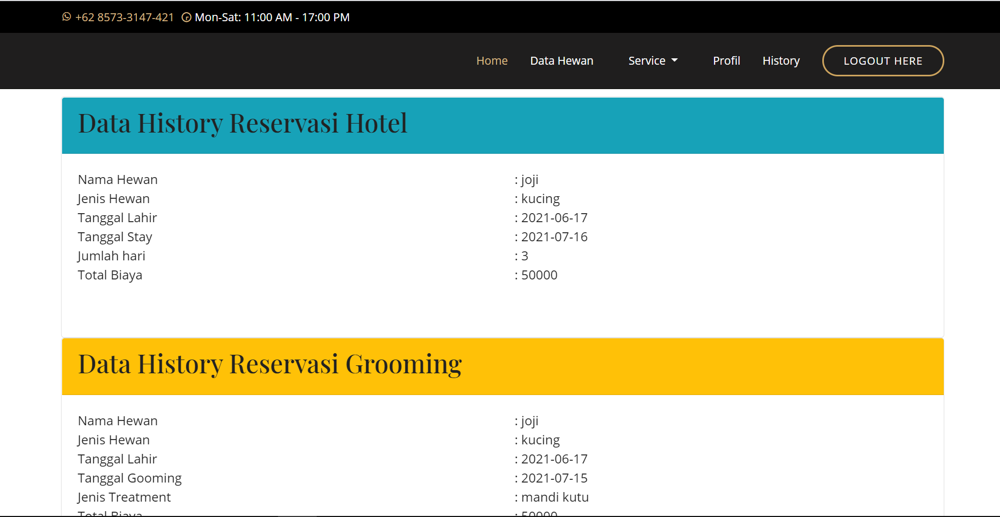 +62 8573-3147-421 Mon-Sat: 11:00 AM - 17:00 PM
Home Data Hewan Service Profil History LOGOUT HERE
Data History Reservasi Hotel
Nama Hewan : joji
Jenis Hewan : kucing
Tanggal Lahir : 2021-06-17
Tanggal Stay : 2021-07-16
Jumlah hari : 3
Total Biaya : 50000
Data History Reservasi Grooming
Nama Hewan : joji
Jenis Hewan : kucing
Tanggal Lahir : 2021-06-17
Tanggal Gooming : 2021-07-15
Jenis Treatment : mandi kutu
Total Biaya : 50000